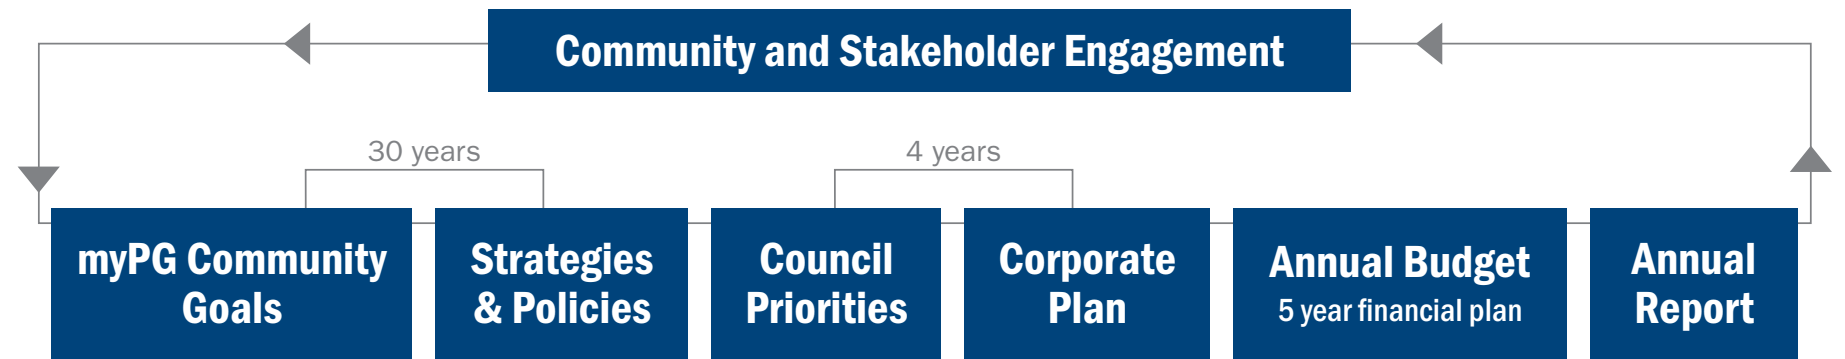 Community and Stakeholder Engagement
30 years
4 years
myPG Community
Goals
Strategies
& Policies
Council
Priorities
Corporate
Plan
Annual Budget
5 year financial plan
Annual
Report